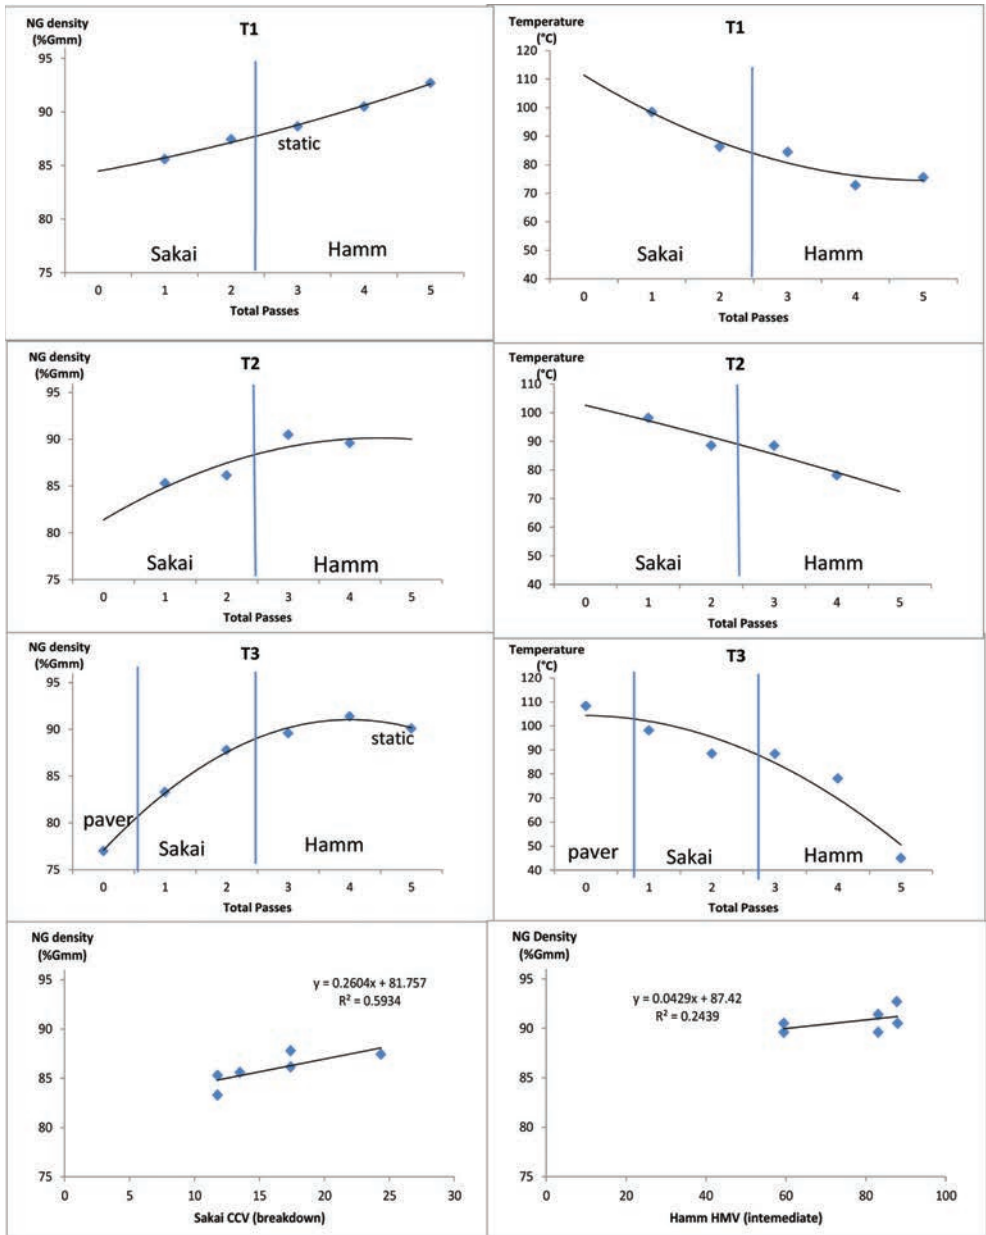 NG density
(%Gmm)
T1
95
90
85
80
75
static
Sakai
Hamm
0 1 2 3 4 5
Total Passes
Temperature
(°C)
T1
120
110
100
90
80
70
60
50
40
Sakai
Hamm
0 1 2 3 4 5
Total Passes
NG density
(%Gmm)
T2
95
90
85
80
75
Sakai
Hamm
0 1 2 3 4 5
Total Passes
Temperature
(°C)
T2
110
100
90
80
70
60
50
40
Sakai
Hamm
0 1 2 3 4 5
Total Passes
NG density
(%Gmm)
T3
95
90
85
80
75
static
paver
Sakai
Hamm
0 1 2 3 4 5
Total Passes
Temperature
(°C)
T3
120
110
100
90
80
70
60
50
40
paver
Sakai
Hamm
0 1 2 3 4 5
Total Passes
NG density
(%Gmm)
95
90
85
80
75
y = 0.2604x + 81.757
R² = 0.5934
0 5 10 15 20 25 30
Sakai CCV (breakdown)
NG Density
(%Gmm)
95
90
85
80
75
y = 0.0429x + 87.42
R² = 0.2439
0 20 40 60 80 100
Hamm HMV (intemediate)